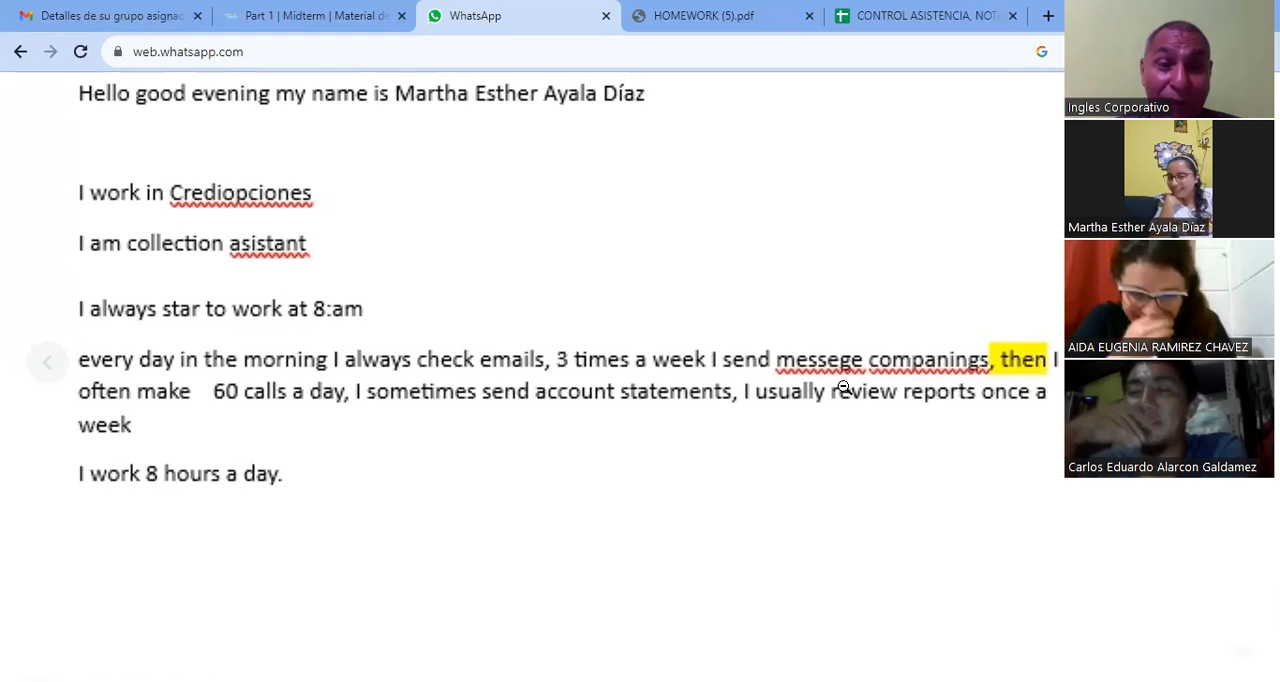 Detalles de su grupo asignad
Part 1 | Midterm | Material de
WhatsApp
HOMEWORK (5).pdf
CONTROL ASISTENCIA, NOT
web.whatsapp.com
Hello good evening my name is Martha Esther Ayala Díaz
I work in Crediopciones
I am collection asistant
I always star to work at 8:am
every day in the morning I always check emails, 3 times a week I send messege companings, then I
often make 60 calls a day, I sometimes send account statements, I usually review reports once a
week
I work 8 hours a day.
Ingles Corporativo
Martha Esther Ayala Díaz
AIDA EUGENIA RAMIREZ CHAVEZ
Carlos Eduardo Alarcon Galdamez